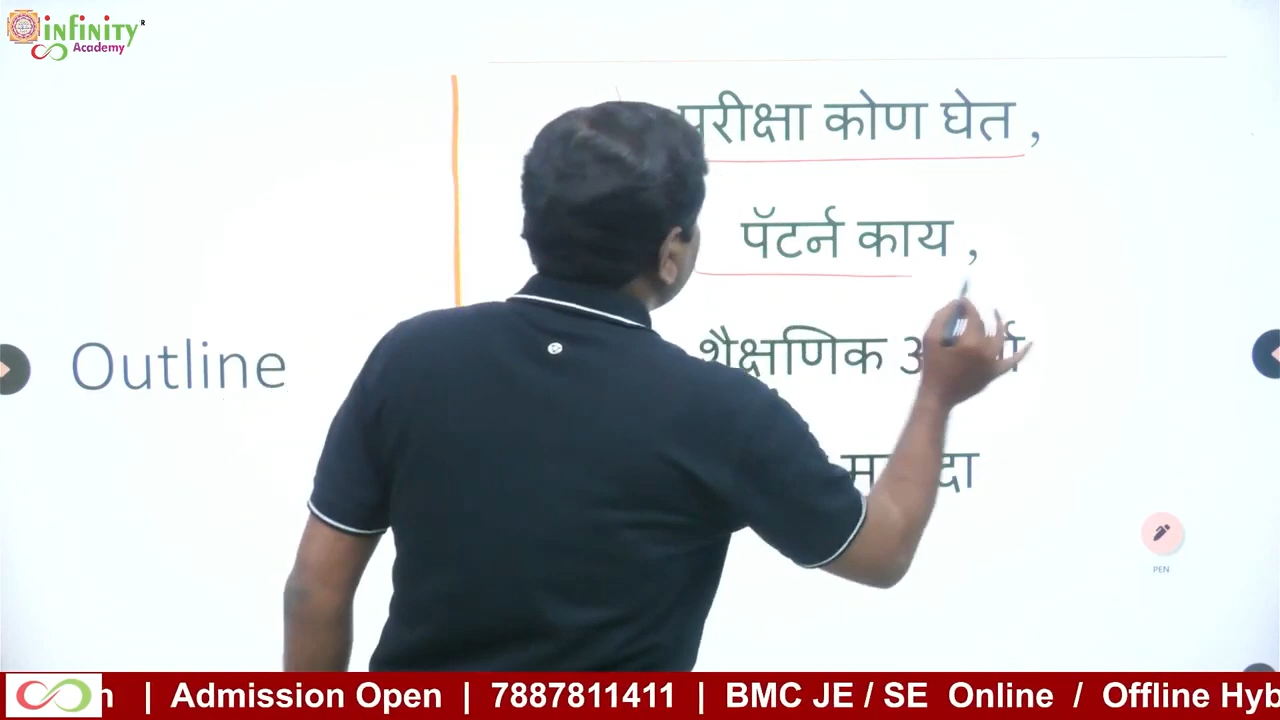 infinity
Academy
परीक्षा कोण घेत ,
पॅटर्न काय ,
Outline
शैक्षणिक
PEN
| Admission Open | 7887811411 | BMC JE / SE Online / Offline Hyb